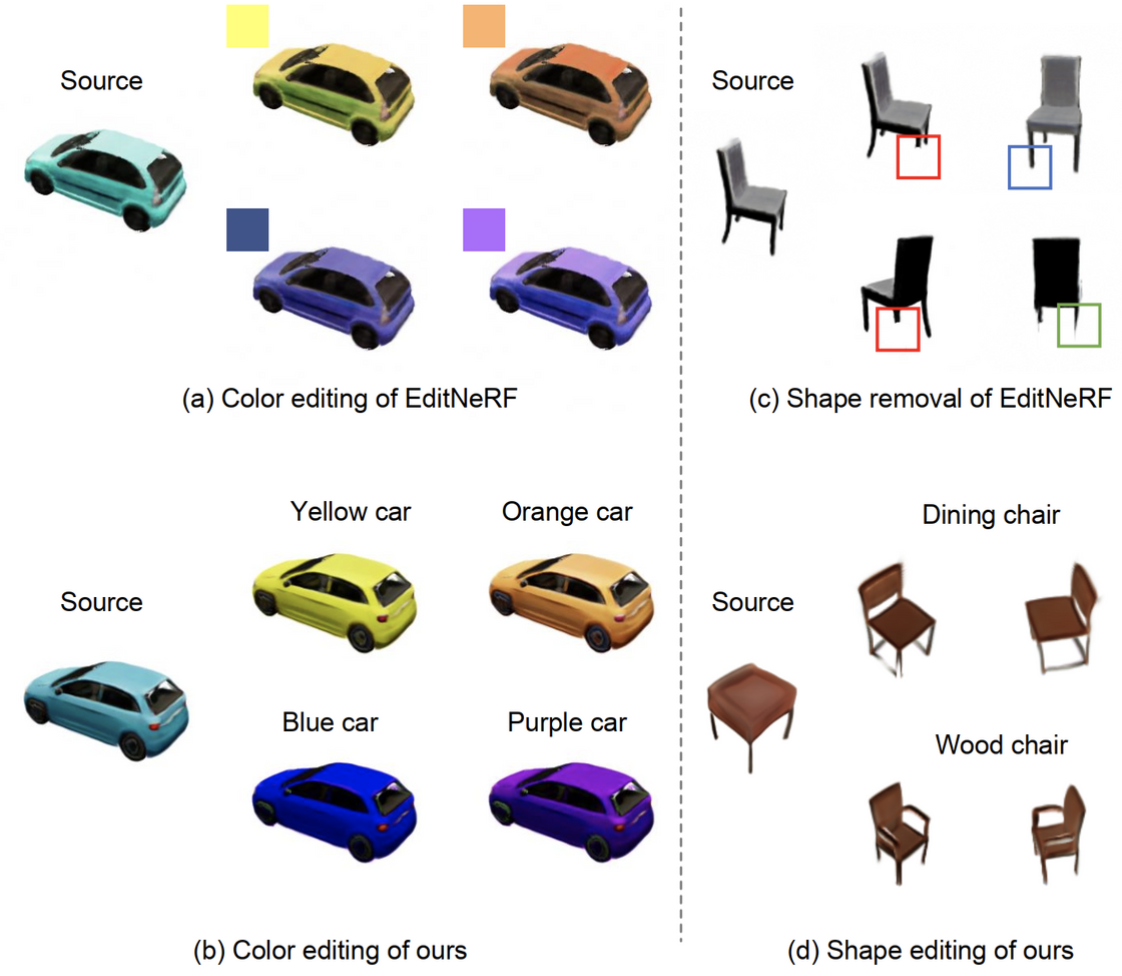 Source
(a) Color editing of EditNeRF
Source
(c) Shape removal of EditNeRF
Yellow car
Orange car
Source
Blue car
Purple car
(b) Color editing of ours
Dining chair
Source
Wood chair
(d) Shape editing of ours